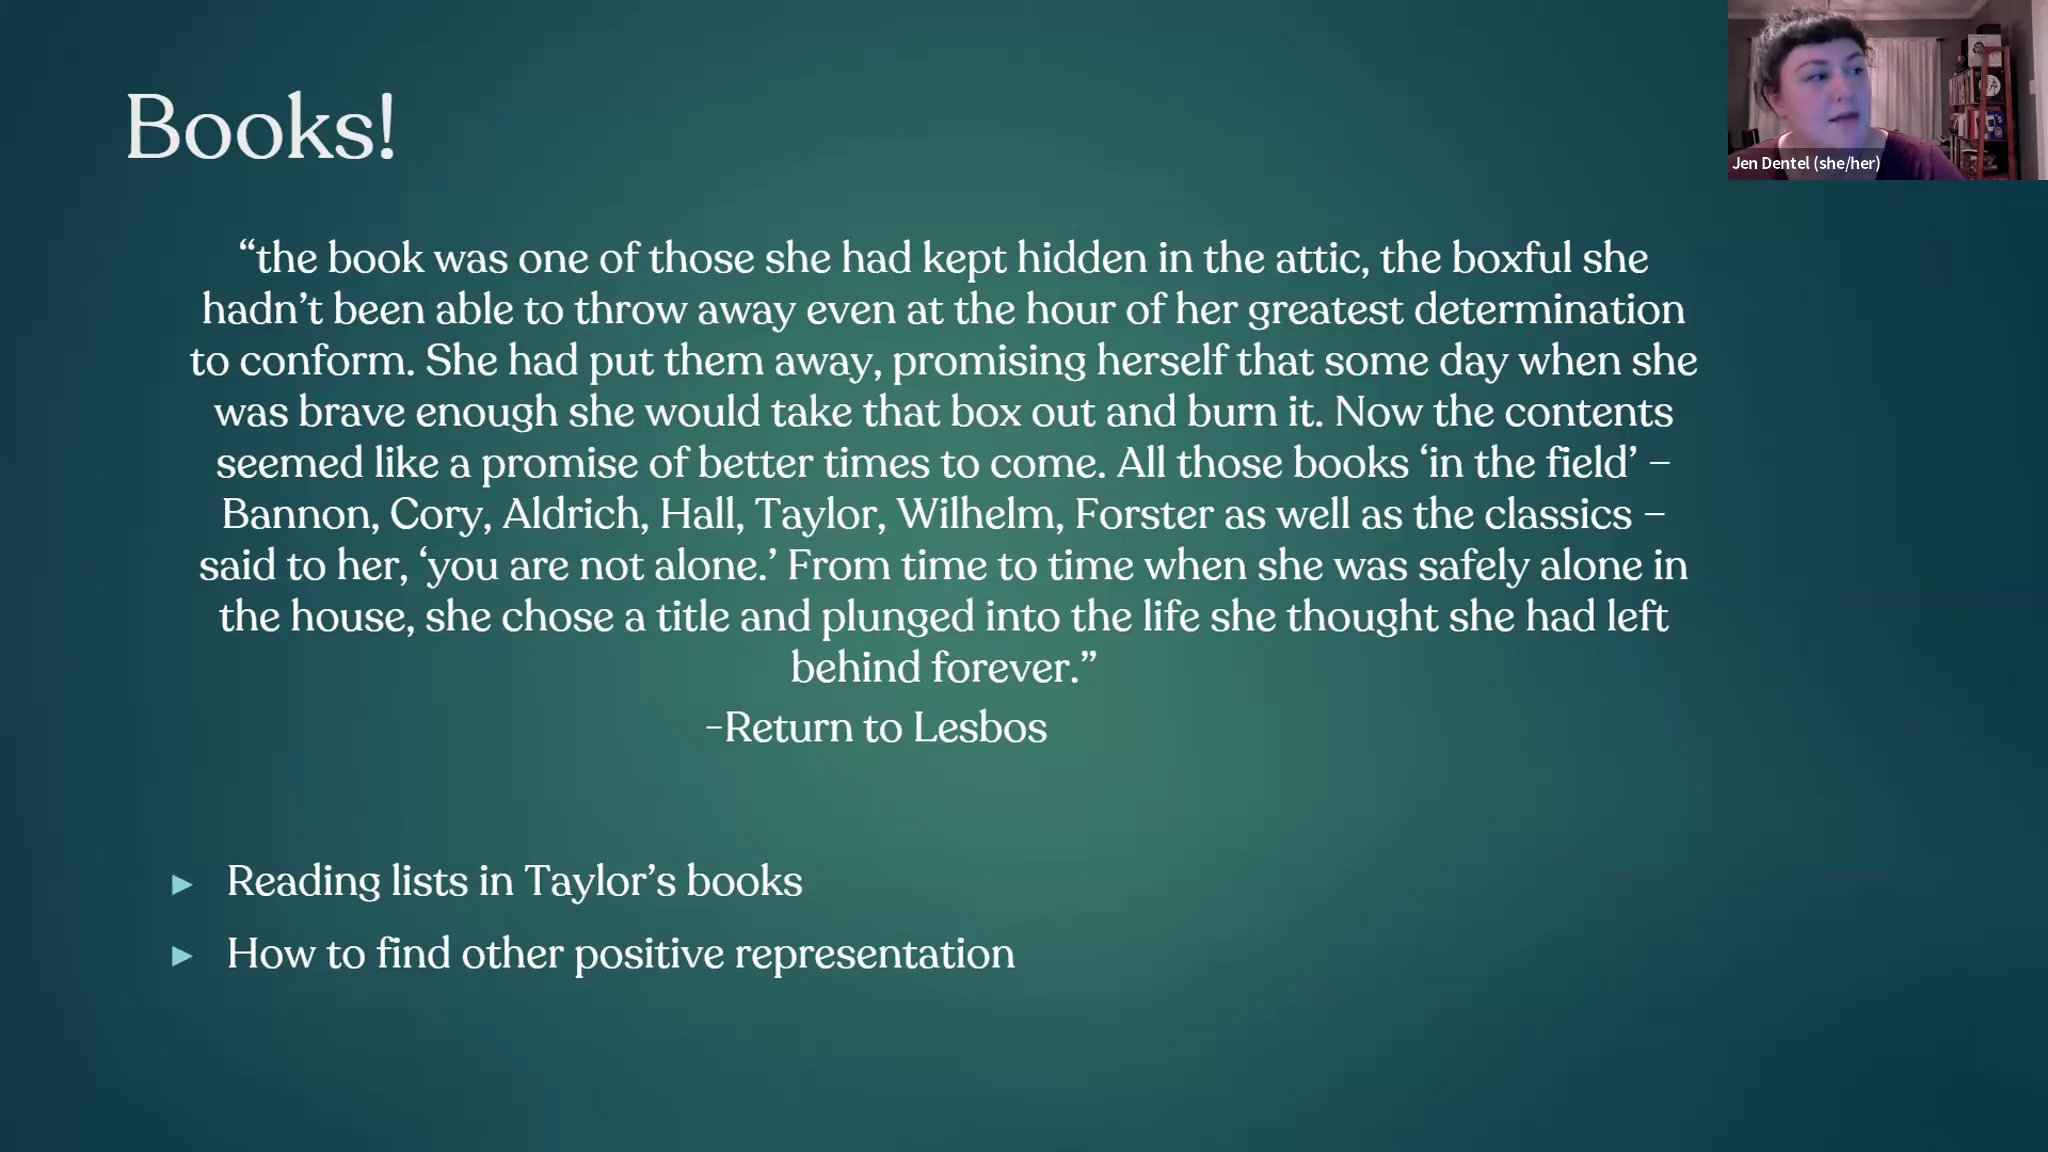 Books!
Jen Dentel (she/her)
“the book was one of those she had kept hidden in the attic, the boxful she
hadn’t been able to throw away even at the hour of her greatest determination
to conform. She had put them away, promising herself that some day when she
was brave enough she would take that box out and burn it. Now the contents
seemed like a promise of better times to come. All those books ‘in the field’ –
Bannon, Cory, Aldrich, Hall, Taylor, Wilhelm, Forster as well as the classics –
said to her, ‘you are not alone.’ From time to time when she was safely alone in
the house, she chose a title and plunged into the life she thought she had left
behind forever.”
-Return to Lesbos
► Reading lists in Taylor’s books
► How to find other positive representation